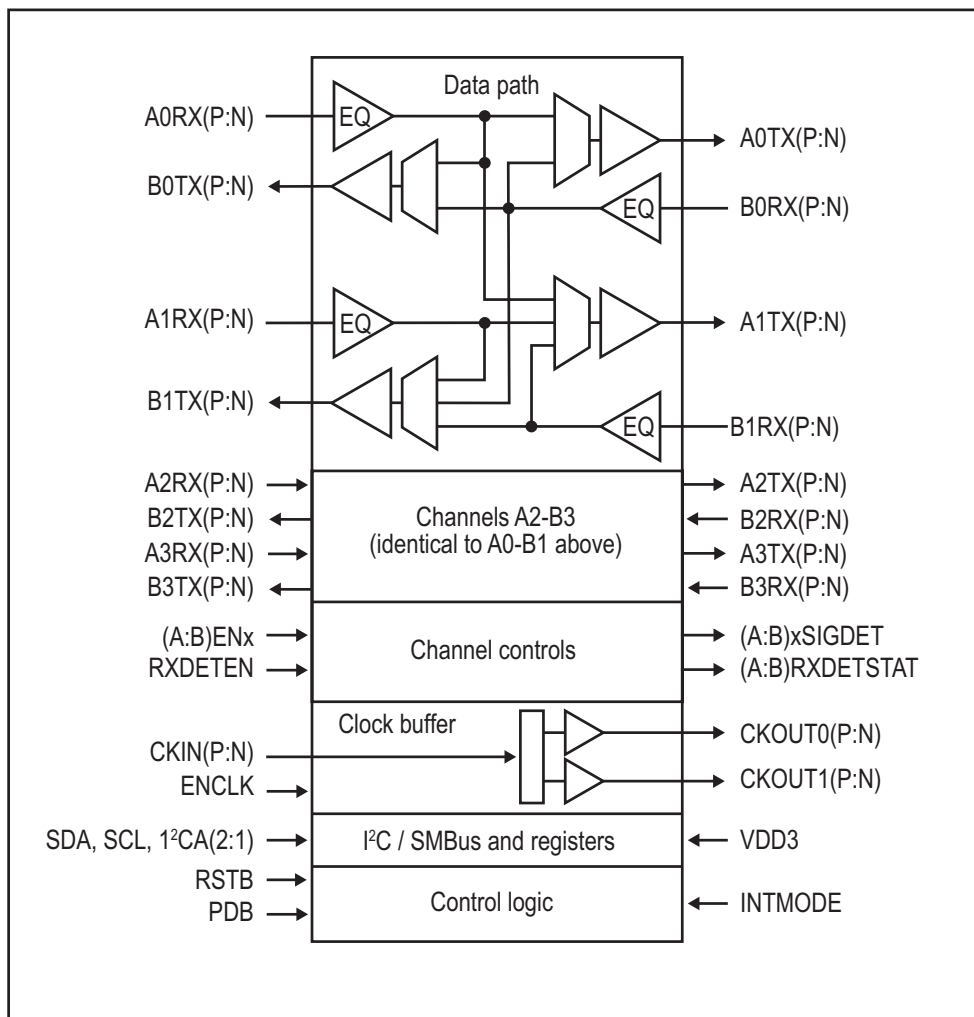 Data path
A0RX(P:N)
EQ
A0TX(P:N)
B0TX(P:N)
EQ
B0RX(P:N)
A1RX(P:N)
EQ
A1TX(P:N)
B1TX(P:N)
EQ
B1RX(P:N)
A2RX(P:N)
A2TX(P:N)
B2TX(P:N)
Channels A2-B3
(identical to A0-B1 above)
B2RX(P:N)
A3RX(P:N)
A3TX(P:N)
B3TX(P:N)
B3RX(P:N)
(A:B)ENx
RXDETEN
Channel controls
(A:B)xSIGDET
(A:B)RXDETSTAT
Clock buffer
CKIN(P:N)
ENCLK
CKOUT0(P:N)
CKOUT1(P:N)
SDA, SCL, 1²CA(2:1)
I²C / SMBus and registers
VDD3
RSTB
PDB
Control logic
INTMODE